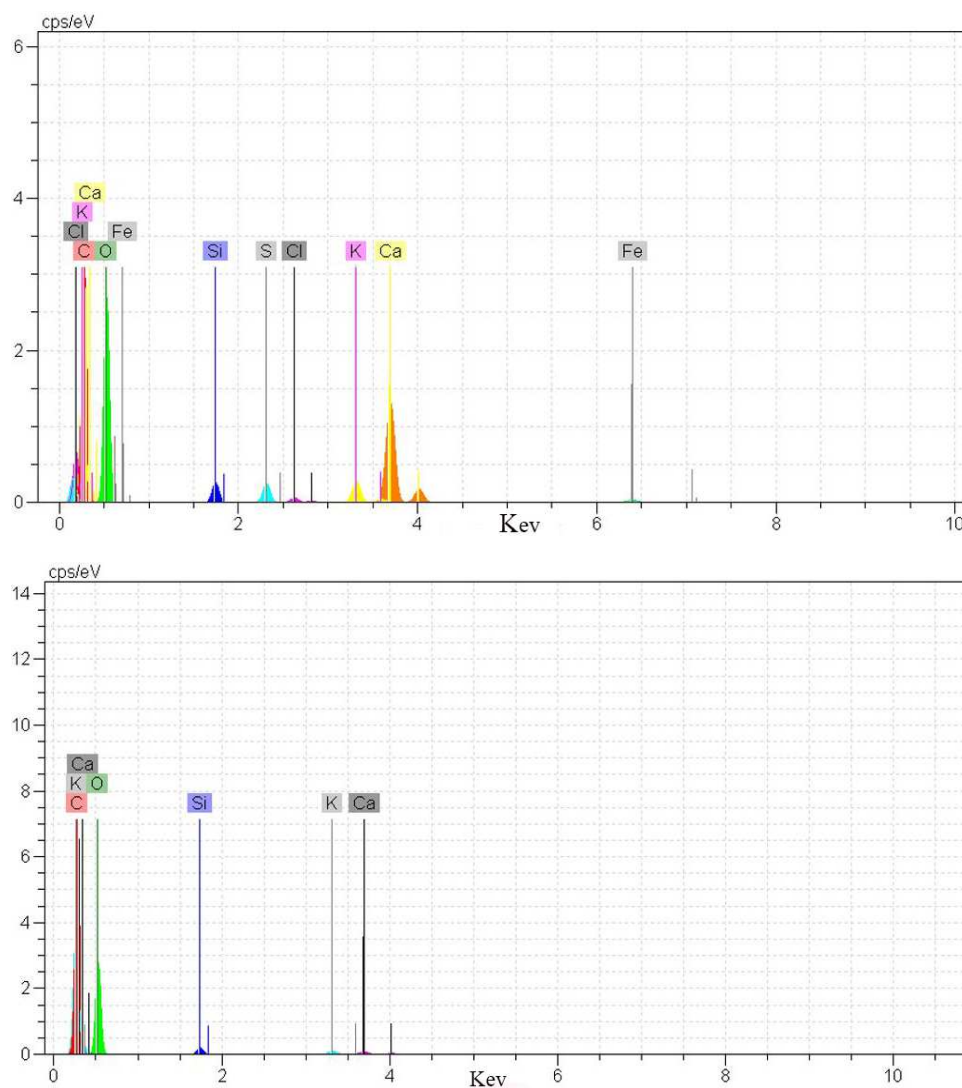 cps/eV
6
Ca
K
Cl Fe
C O Si S Cl K Ca Fe
4
2
0
0 2 4 6 8 10
Kev
cps/eV
14
12
10
Ca
8 K O
C Si K Ca
6
4
2
0
0 2 4 6 8 10
Kev